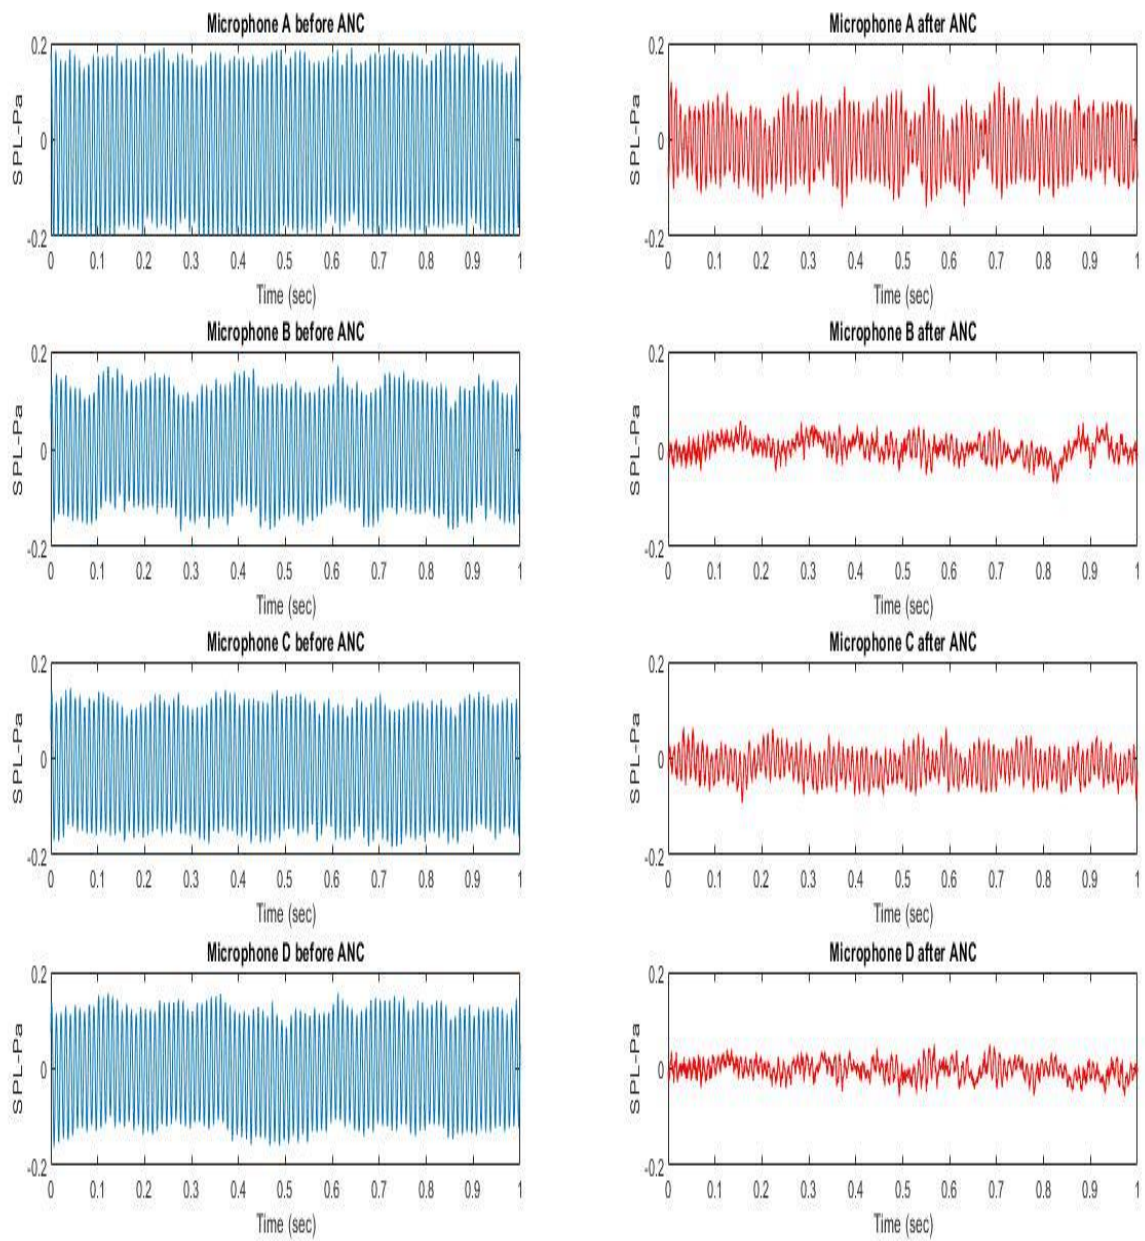 Microphone A before ANC
0.2
0
-0.2
SPL-Pa
0 0.1 0.2 0.3 0.4 0.5 0.6 0.7 0.8 0.9 1
Time (sec)
Microphone A after ANC
0.2
0
-0.2
SPL-Pa
0 0.1 0.2 0.3 0.4 0.5 0.6 0.7 0.8 0.9 1
Time (sec)
Microphone B before ANC
0.2
0
-0.2
SPL-Pa
0 0.1 0.2 0.3 0.4 0.5 0.6 0.7 0.8 0.9 1
Time (sec)
Microphone B after ANC
0.2
0
-0.2
SPL-Pa
0 0.1 0.2 0.3 0.4 0.5 0.6 0.7 0.8 0.9 1
Time (sec)
Microphone C before ANC
0.2
0
-0.2
SPL-Pa
0 0.1 0.2 0.3 0.4 0.5 0.6 0.7 0.8 0.9 1
Time (sec)
Microphone C after ANC
0.2
0
-0.2
SPL-Pa
0 0.1 0.2 0.3 0.4 0.5 0.6 0.7 0.8 0.9 1
Time (sec)
Microphone D before ANC
0.2
0
-0.2
SPL-Pa
0 0.1 0.2 0.3 0.4 0.5 0.6 0.7 0.8 0.9 1
Time (sec)
Microphone D after ANC
0.2
0
-0.2
SPL-Pa
0 0.1 0.2 0.3 0.4 0.5 0.6 0.7 0.8 0.9 1
Time (sec)